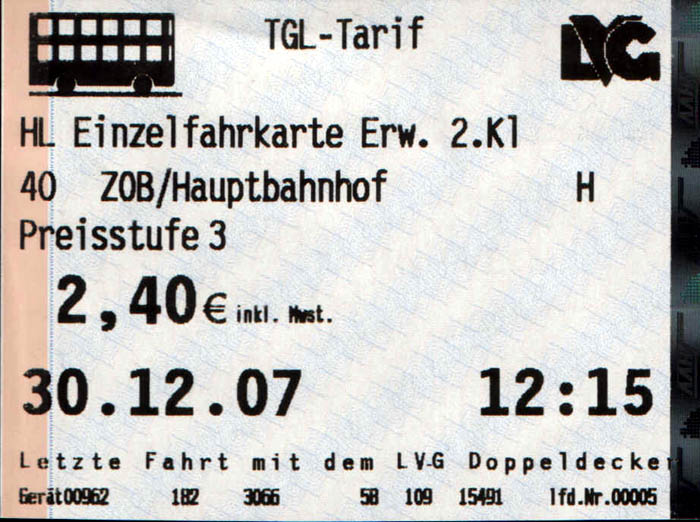 TGL-Tarif LVG
HL Einzelfahrkarte Erw. 2.Kl
40 ZOB/Hauptbahnhof H
Preisstufe 3
2,40€ inkl. Mwst.
30.12.07 12:15
Letzte Fahrt mit dem LVG Doppeldecker
Gerät00962 182 3066 58 109 15491 lfd.Nr.00005